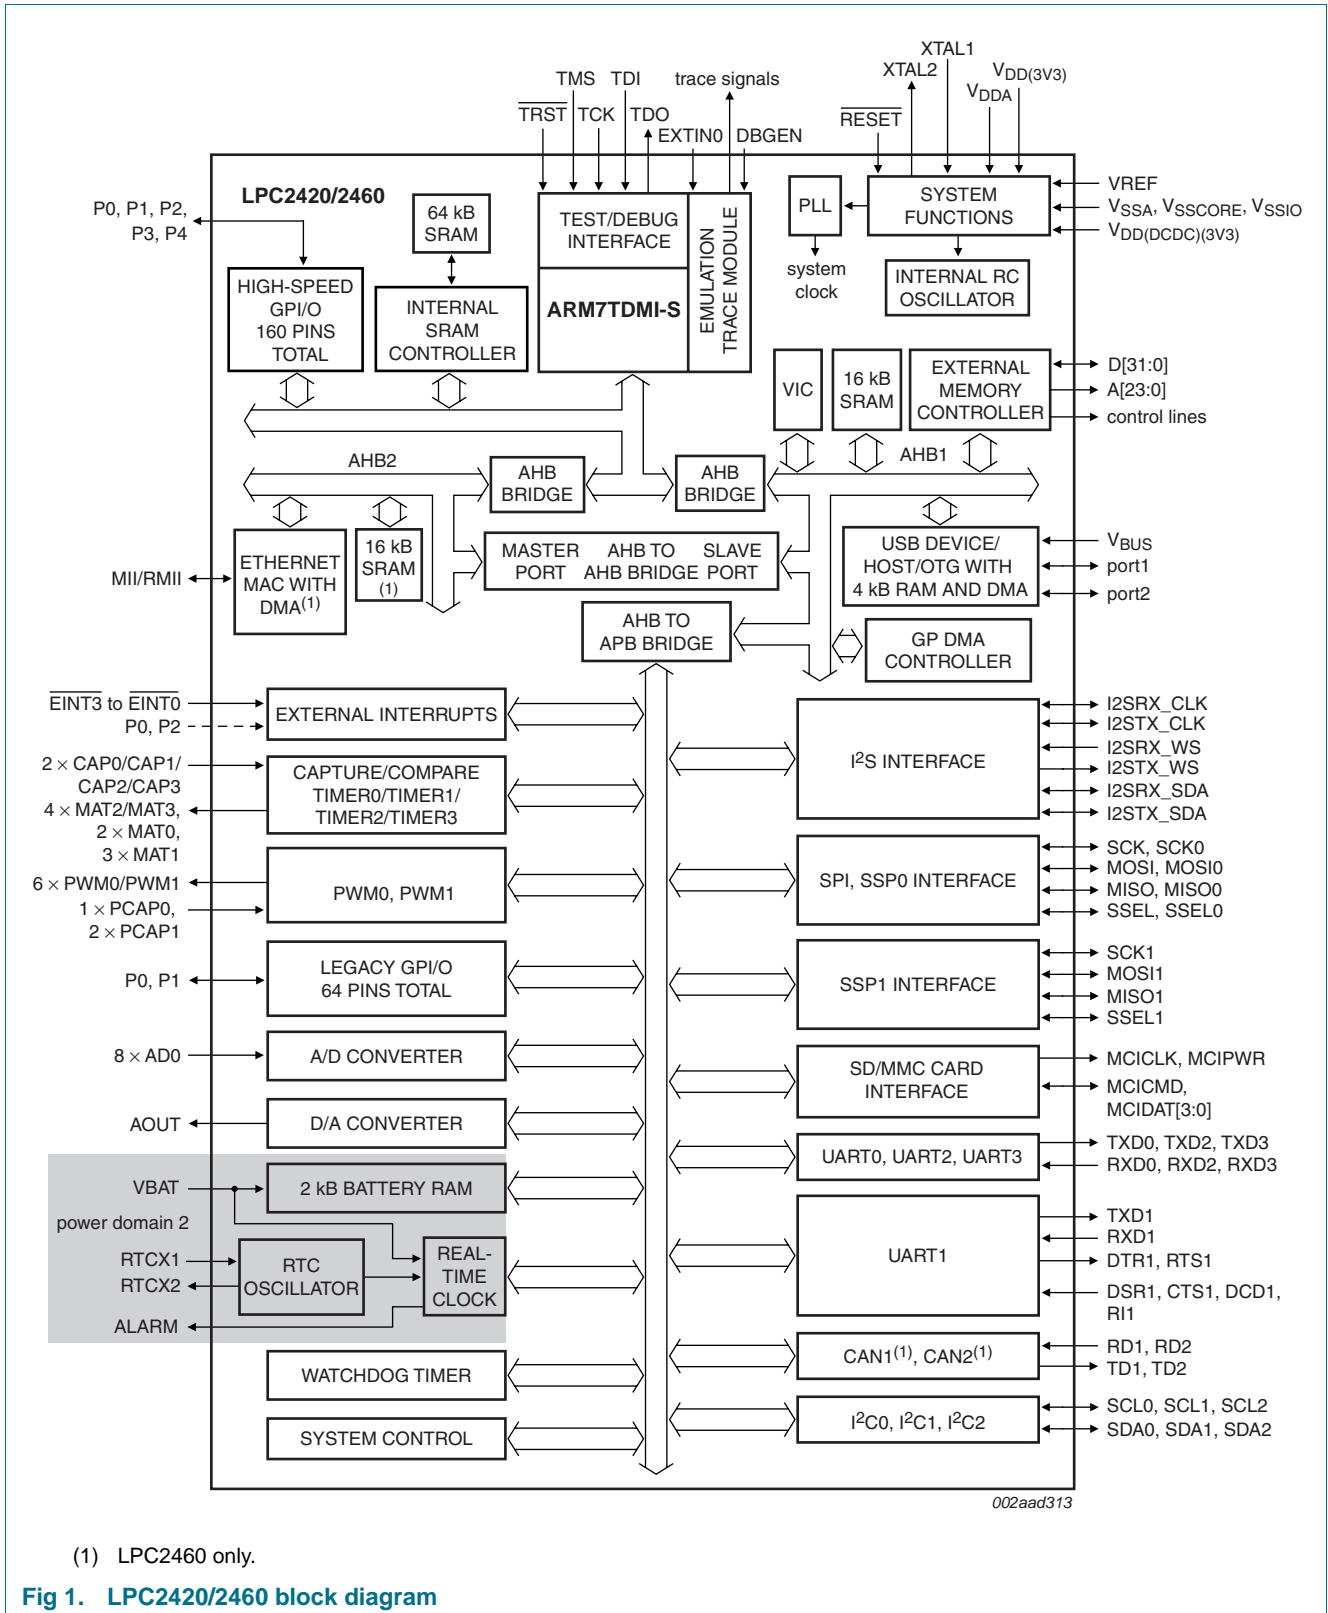 XTAL1
XTAL2
VDD(3V3)
TMS TDI trace signals
VDDA
TRST TCK TDO
RESET
EXTIN0 DBGEN
LPC2420/2460
P0, P1, P2,
P3, P4
64 kB
SRAM
TEST/DEBUG
INTERFACE
EMULATION
TRACE MODULE
PLL
SYSTEM
FUNCTIONS
VREF
VSSA, VSSCORE, VSSIO
VDD(DCDC)(3V3)
system
clock
HIGH-SPEED
GPI/O
160 PINS
TOTAL
INTERNAL
SRAM
CONTROLLER
ARM7TDMI-S
INTERNAL RC
OSCILLATOR
VIC
16 kB
SRAM
EXTERNAL
MEMORY
CONTROLLER
D[31:0]
A[23:0]
control lines
AHB2
AHB
BRIDGE
AHB
BRIDGE
AHB1
MII/RMII
ETHERNET
MAC WITH
DMA(1)
16 kB
SRAM
(1)
MASTER AHB TO SLAVE
PORT AHB BRIDGE PORT
USB DEVICE/
HOST/OTG WITH
4 kB RAM AND DMA
VBUS
port1
port2
AHB TO
APB BRIDGE
GP DMA
CONTROLLER
EINT3 to EINT0
P0, P2
EXTERNAL INTERRUPTS
I2S INTERFACE
I2SRX_CLK
I2STX_CLK
I2SRX_WS
I2STX_WS
I2SRX_SDA
I2STX_SDA
2 × CAP0/CAP1/
CAP2/CAP3
4 × MAT2/MAT3,
2 × MAT0,
3 × MAT1
CAPTURE/COMPARE
TIMER0/TIMER1/
TIMER2/TIMER3
6 × PWM0/PWM1
1 × PCAP0,
2 × PCAP1
PWM0, PWM1
SPI, SSP0 INTERFACE
SCK, SCK0
MOSI, MOSI0
MISO, MISO0
SSEL, SSEL0
P0, P1
LEGACY GPI/O
64 PINS TOTAL
SSP1 INTERFACE
SCK1
MOSI1
MISO1
SSEL1
8 × AD0
A/D CONVERTER
SD/MMC CARD
INTERFACE
MCICLK, MCIPWR
MCICMD,
MCIDAT[3:0]
AOUT
D/A CONVERTER
UART0, UART2, UART3
TXD0, TXD2, TXD3
RXD0, RXD2, RXD3
VBAT
2 kB BATTERY RAM
power domain 2
RTCX1
RTCX2
RTC
OSCILLATOR
REAL-
TIME
CLOCK
ALARM
UART1
TXD1
RXD1
DTR1, RTS1
DSR1, CTS1, DCD1,
RI1
WATCHDOG TIMER
CAN1(1), CAN2(1)
RD1, RD2
TD1, TD2
SYSTEM CONTROL
I2C0, I2C1, I2C2
SCL0, SCL1, SCL2
SDA0, SDA1, SDA2
002aad313
(1) LPC2460 only.
Fig 1. LPC2420/2460 block diagram